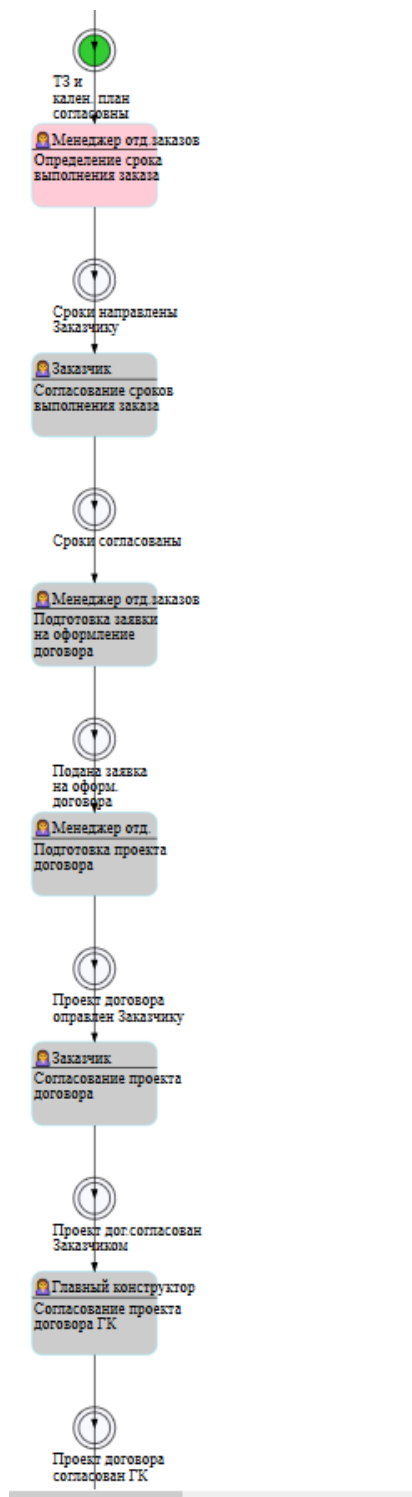 ТЗ и
кален. план
согласовны
Менеджер отд.заказов
Определение срока
выполнения заказа
Сроки направлены
Заказчику
Заказчик
Согласование сроков
выполнения заказа
Сроки согласованы
Менеджер отд.заказов
Подготовка заявки
на оформление
договора
Подана заявка
на оформ.
договора
Менеджер отд.
Подготовка проекта
договора
Проект договора
оправлен Заказчику
Заказчик
Согласование проекта
договора
Проект дог.согласован
Заказчиком
Главный конструктор
Согласование проекта
договора ГК
Проект договора
согласован ГК